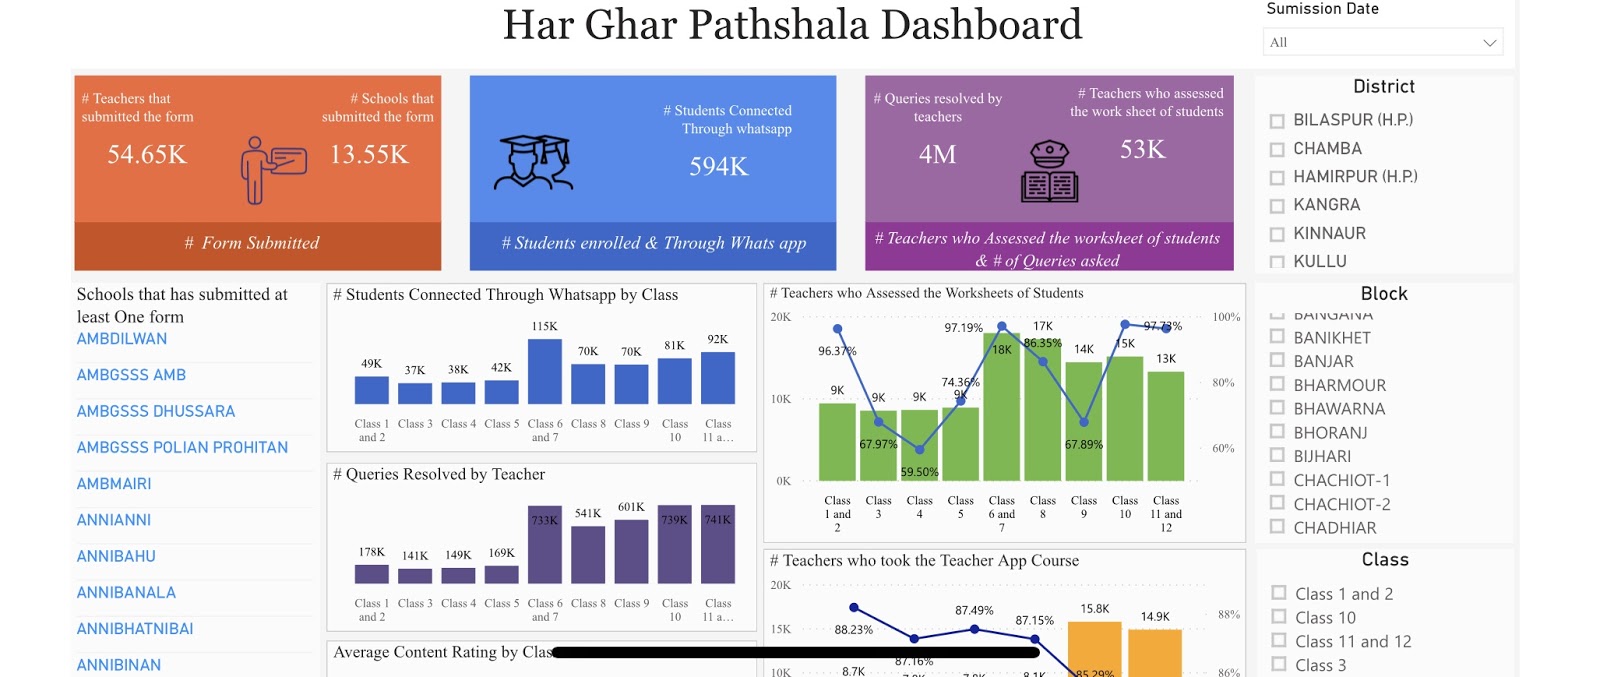 Har Ghar Pathshala Dashboard
Sumission Date
All
# Teachers that
submitted the form
54.65K
# Schools that
submitted the form
13.55K
# Form Submitted
# Students Connected
Through whatsapp
594K
# Students enrolled & Through Whats app
# Queries resolved by
teachers
4M
# Teachers who assessed
the work sheet of students
53K
# Teachers who Assessed the worksheet of students
& # of Queries asked
District
BILASPUR (H.P.)
CHAMBA
HAMIRPUR (H.P.)
KANGRA
KINNAUR
KULLU
Schools that has submitted at
least One form
AMBDILWAN
AMBGSSS AMB
AMBGSSS DHUSSARA
AMBGSSS POLIAN PROHITAN
AMBMAIRI
ANNIANNI
ANNIBAHU
ANNIBANALA
ANNIBHATNIBAI
ANNIBINAN
# Students Connected Through Whatsapp by Class
49K 37K 38K 42K 115K 70K 70K 81K 92K
Class 1 Class 3 Class 4 Class 5 Class 6 Class 8 Class 9 Class Class
and 2 and 7 10 11 a...
# Queries Resolved by Teacher
178K 141K 149K 169K 733K 541K 601K 739K 741K
Class 1 Class 3 Class 4 Class 5 Class 6 Class 8 Class 9 Class Class
and 2 and 7 10 11 a...
Average Content Rating by Clas
# Teachers who Assessed the Worksheets of Students
20K 100%
97.19% 17K 97.73%
96.37% 18K 86.35% 15K 14K 13K
74.36% 80%
9K 9K 9K 9K
10K
67.97% 67.89%
59.50% 60%
0K
Class Class Class Class Class Class Class Class Class
1 and 3 4 5 6 and 8 9 10 11 and
2 7 12
# Teachers who took the Teacher App Course
20K
87.49% 15.8K 88%
15K 88.23% 87.15% 14.9K
87.16%
10K 8.7K 8.1K 85.29% 86%
Block
BANGANA
BANIKHET
BANJAR
BHARMOUR
BHAWARNA
BHORANJ
BIJHARI
CHACHIOT-1
CHACHIOT-2
CHADHIAR
Class
Class 1 and 2
Class 10
Class 11 and 12
Class 3